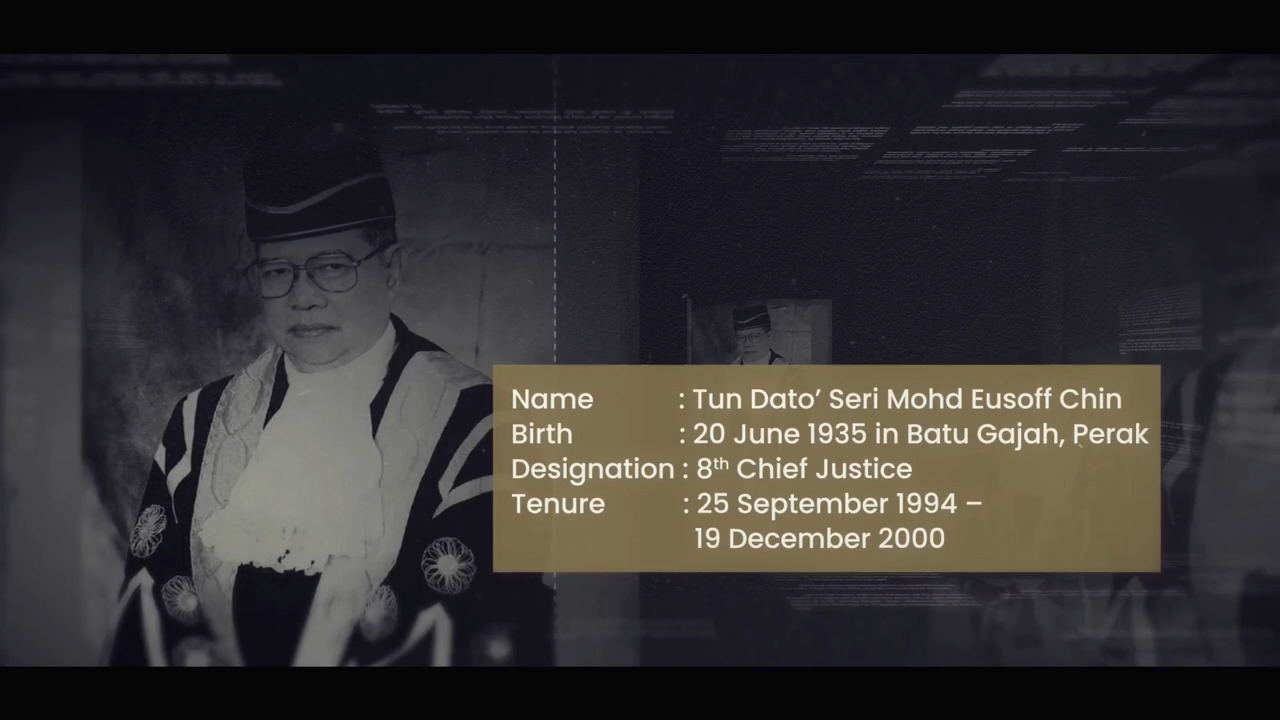 Name : Tun Dato’ Seri Mohd Eusoff Chin
Birth : 20 June 1935 in Batu Gajah, Perak
Designation : 8th Chief Justice
Tenure : 25 September 1994 –
19 December 2000